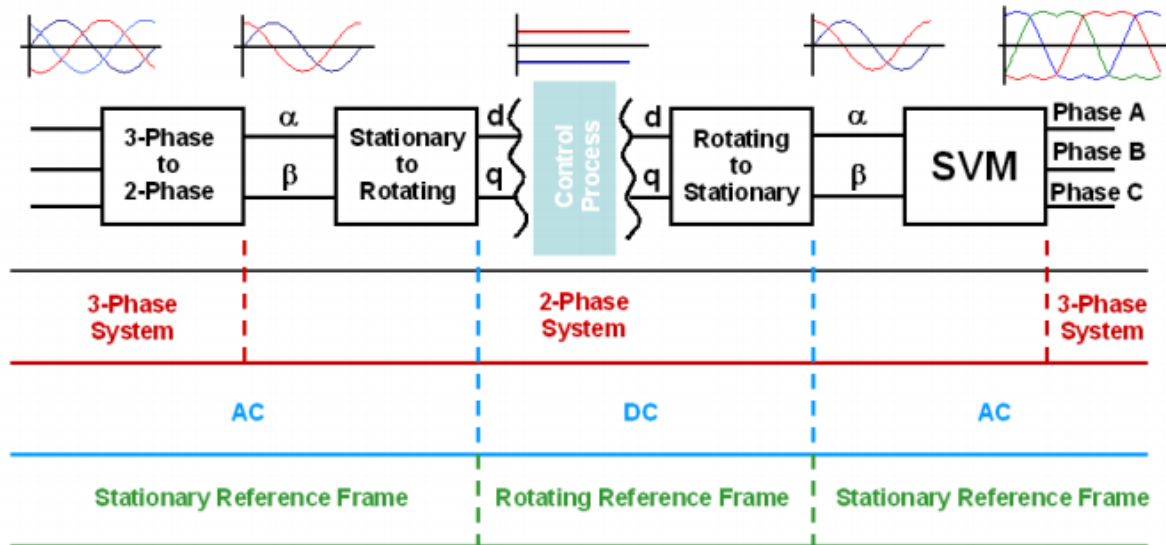 3-Phase
to
2-Phase
α
β
Stationary
to
Rotating
d
q
Control
Process
d
q
Rotating
to
Stationary
α
β
SVM
Phase A
Phase B
Phase C
3-Phase
System
2-Phase
System
3-Phase
System
AC
DC
AC
Stationary Reference Frame
Rotating Reference Frame
Stationary Reference Frame